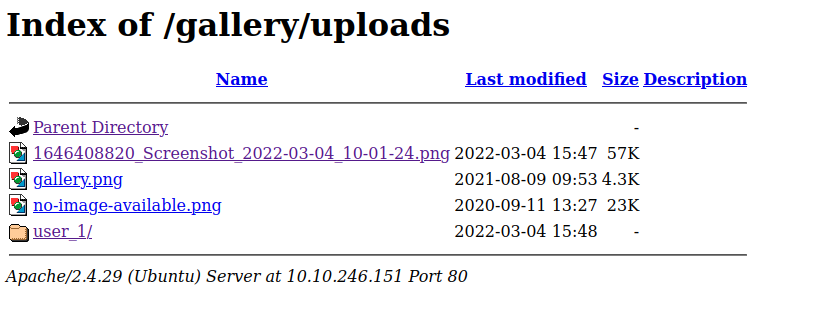 Index of /gallery/uploads
Name Last modified Size Description
Parent Directory -
1646408820_Screenshot_2022-03-04_10-01-24.png 2022-03-04 15:47 57K
gallery.png 2021-08-09 09:53 4.3K
no-image-available.png 2020-09-11 13:27 23K
user_1/ 2022-03-04 15:48 -
Apache/2.4.29 (Ubuntu) Server at 10.10.246.151 Port 80